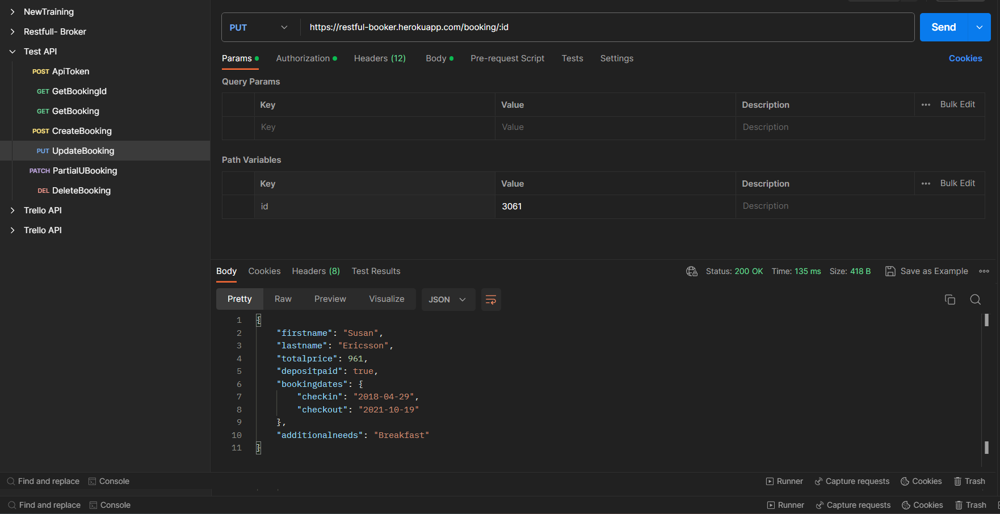 NewTraining
Restfull- Broker
Test API
POST ApiToken
GET GetBookingId
GET GetBooking
POST CreateBooking
PUT UpdateBooking
PATCH PartialUBooking
DEL DeleteBooking
Trello API
Trello API
PUT https://restful-booker.herokuapp.com/booking/:id Send
Params Authorization Headers (12) Body Pre-request Script Tests Settings Cookies
Query Params
Key Value Description Bulk Edit
Key Value Description
Path Variables
Key Value Description Bulk Edit
id 3061 Description
Body Cookies Headers (8) Test Results Status: 200 OK Time: 135 ms Size: 418 B Save as Example
Pretty Raw Preview Visualize JSON
1 {
2 "firstname": "Susan",
3 "lastname": "Ericsson",
4 "totalprice": 961,
5 "depositpaid": true,
6 "bookingdates": {
7 "checkin": "2018-04-29",
8 "checkout": "2021-10-19"
9 },
10 "additionalneeds": "Breakfast"
11 }
Find and replace Console Runner Capture requests Cookies Trash
Find and replace Console Runner Capture requests Cookies Trash